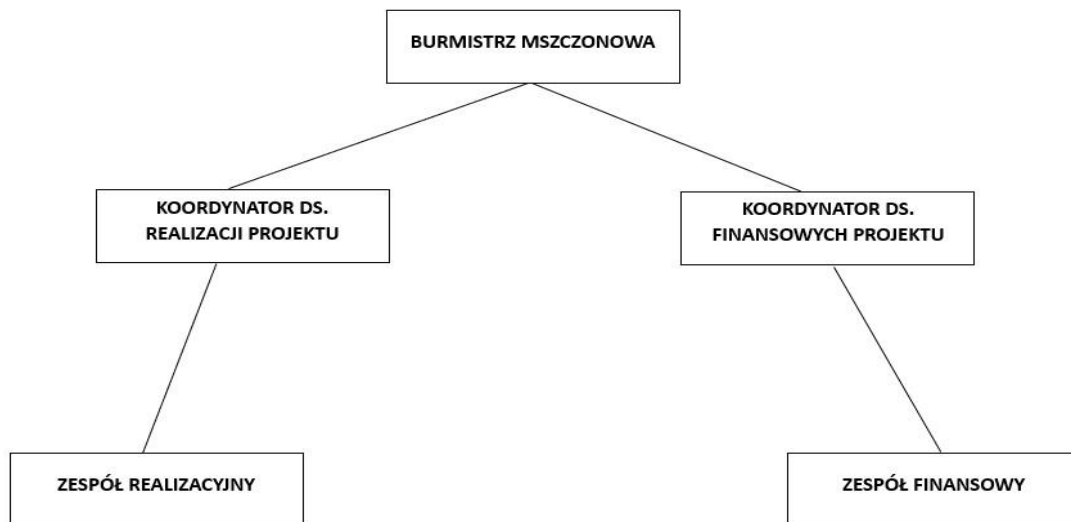 BURMISTRZ MSZCZONOWA
KOORDYNATOR DS.
REALIZACJI PROJEKTU
KOORDYNATOR DS.
FINANSOWYCH PROJEKTU
ZESPÓŁ REALIZACYJNY
ZESPÓŁ FINANSOWY